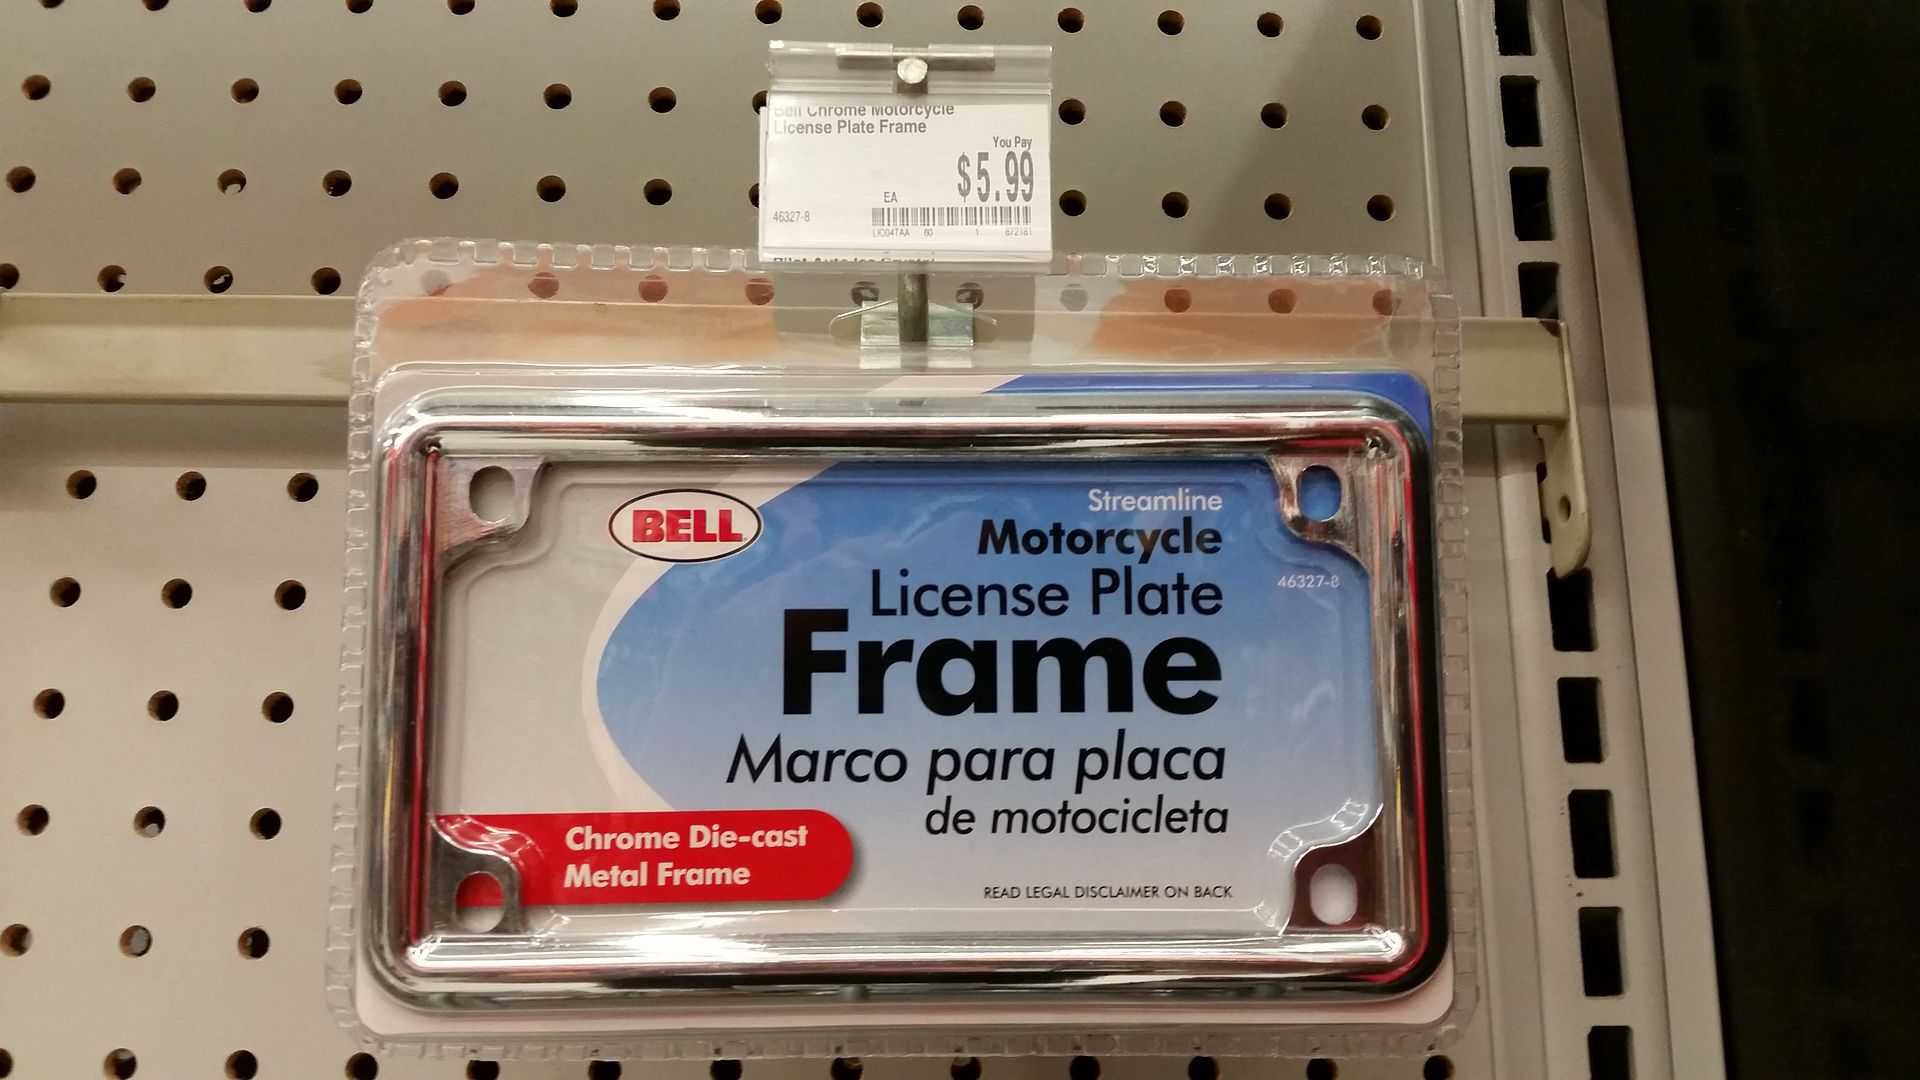 Bell Chrome Motorcycle
License Plate Frame
You Pay
$5.99
EA
46327-8
LIC04TAA 60 1 872181
BELL
Streamline
Motorcycle
License Plate
46327-8
Frame
Marco para placa
de motocicleta
Chrome Die-cast
Metal Frame
READ LEGAL DISCLAIMER ON BACK